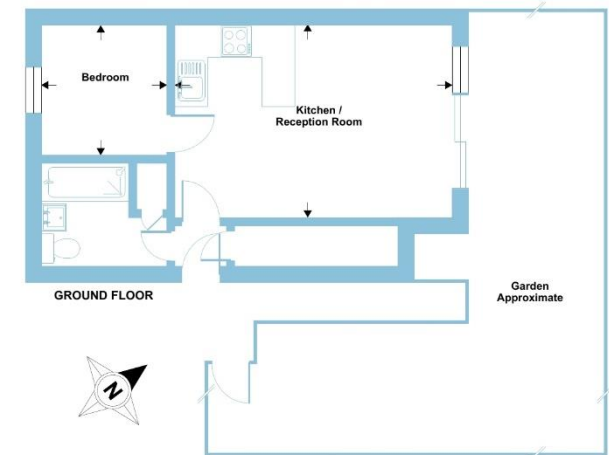 Bedroom
Kitchen /
Reception Room
GROUND FLOOR
Garden
Approximate
N